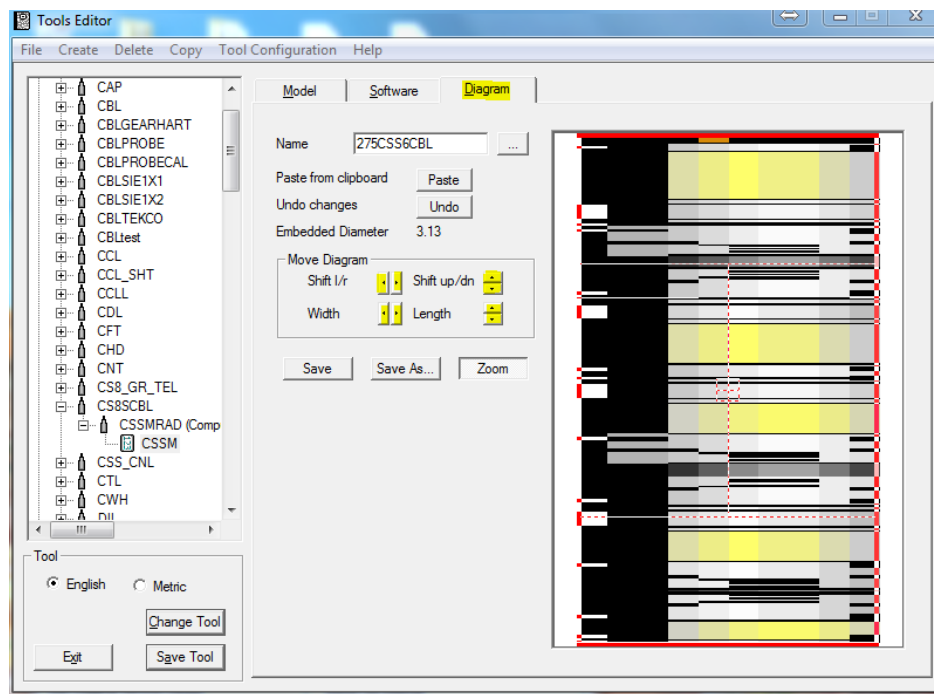 Tools Editor
File Create Delete Copy Tool Configuration Help
CAP
CBL
CBLGEARHART
CBLPROBE
CBLPROBECAL
CBLSIE1X1
CBLSIE1X2
CBLTEKCO
CBLtest
CCL
CCL_SHT
CCLL
CDL
CFT
CHD
CNT
CS8_GR_TEL
CS8SCBL
CSSMRAD (Comp
CSSM
CSS_CNL
CTL
CWH
Model Software Diagram
Name 275CSS6CBL ...
Paste from clipboard Paste
Undo changes Undo
Embedded Diameter 3.13
Move Diagram
Shift l/r Shift up/dn
Width Length
Save Save As... Zoom
Tool
English Metric
Change Tool
Exit Save Tool